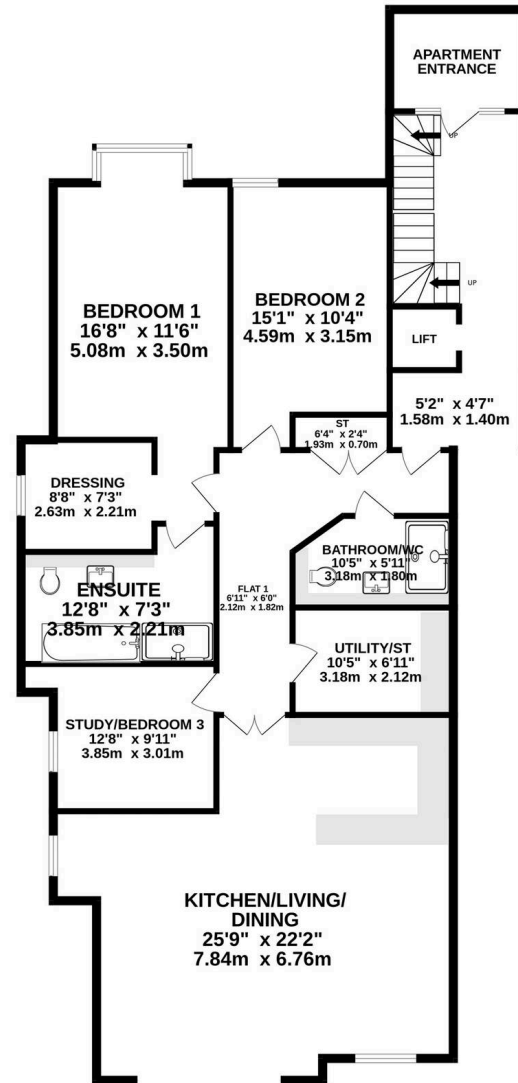 APARTMENT
ENTRANCE
UP
UP
LIFT
BEDROOM 1
16'8" x 11'6"
5.08m x 3.50m
BEDROOM 2
15'1" x 10'4"
4.59m x 3.15m
5'2" x 4'7"
1.58m x 1.40m
ST
6'4" x 2'4"
1.93m x 0.70m
DRESSING
8'8" x 7'3"
2.63m x 2.21m
BATHROOM/WC
10'5" x 5'11"
3.18m x 1.80m
ENSUITE
12'8" x 7'3"
3.85m x 2.21m
FLAT 1
6'11" x 6'0"
2.12m x 1.82m
UTILITY/ST
10'5" x 6'11"
3.18m x 2.12m
STUDY/BEDROOM 3
12'8" x 9'11"
3.85m x 3.01m
KITCHEN/LIVING/
DINING
25'9" x 22'2"
7.84m x 6.76m